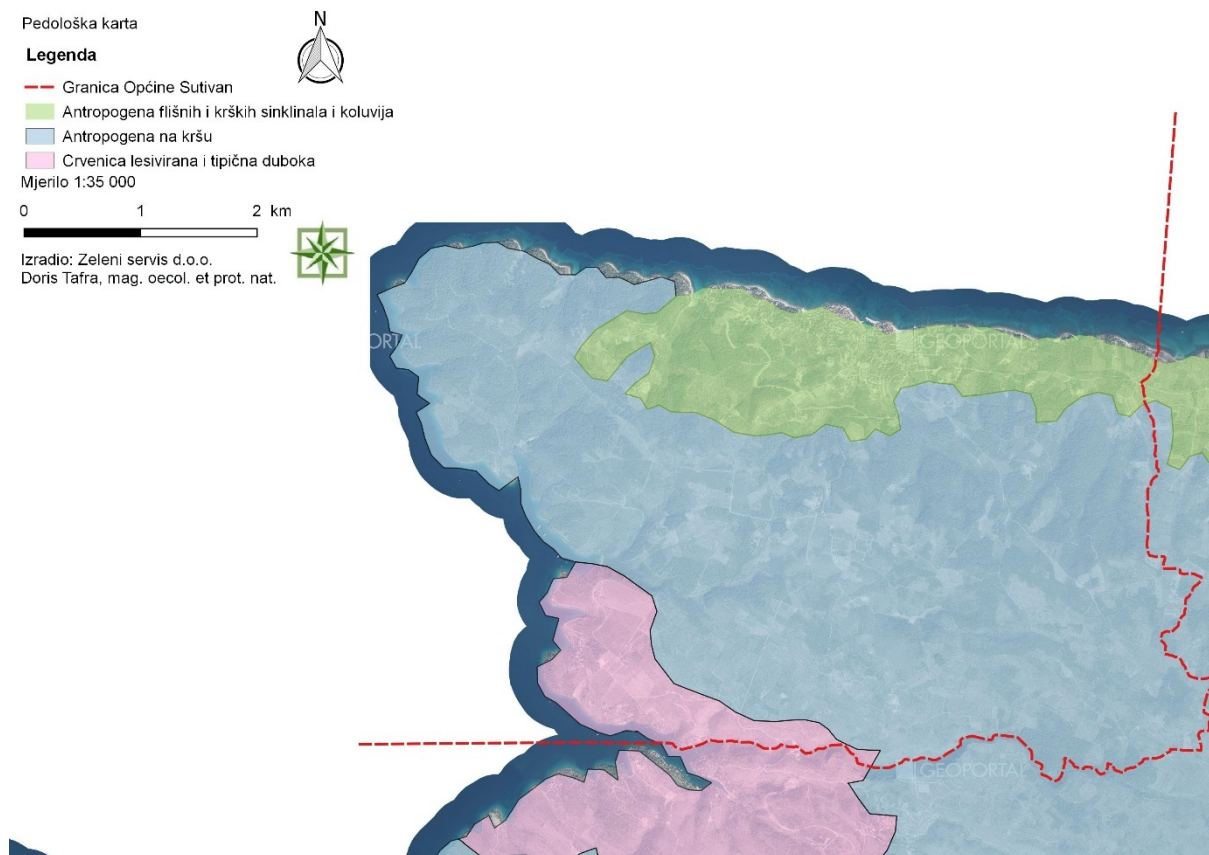 Pedološka karta
N
Legenda
Granica Općine Sutivan
Antropogena flišnih i krških sinklinala i koluvija
Antropogena na kršu
Crvenica lesivirana i tipična duboka
Mjerilo 1:35 000
0 1 2 km
Izradio: Zeleni servis d.o.o.
Doris Tafra, mag. oecol. et prot. nat.
ORTAL
GEOPORTAL
GEOPORTAL